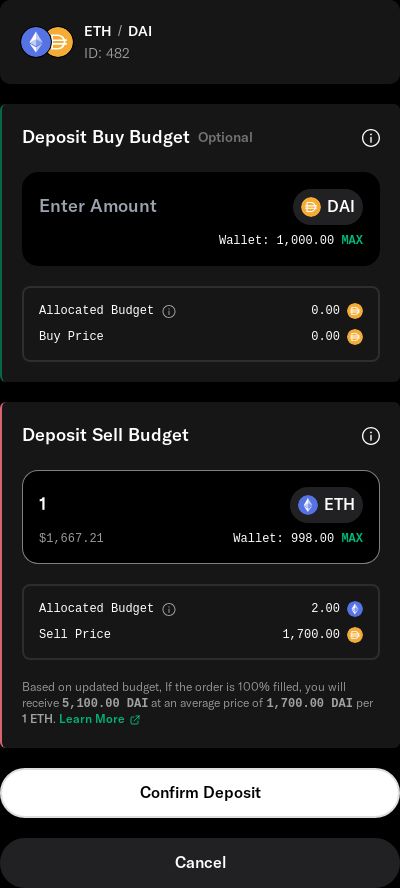 ETH / DAI
ID: 482
Deposit Buy Budget Optional
Enter Amount DAI
Wallet: 1,000.00 MAX
Allocated Budget 0.00
Buy Price 0.00
Deposit Sell Budget
1 ETH
$1,667.21 Wallet: 998.00 MAX
Allocated Budget 2.00
Sell Price 1,700.00
Based on updated budget, If the order is 100% filled, you will
receive 5,100.00 DAI at an average price of 1,700.00 DAI per
1 ETH. Learn More
Confirm Deposit
Cancel